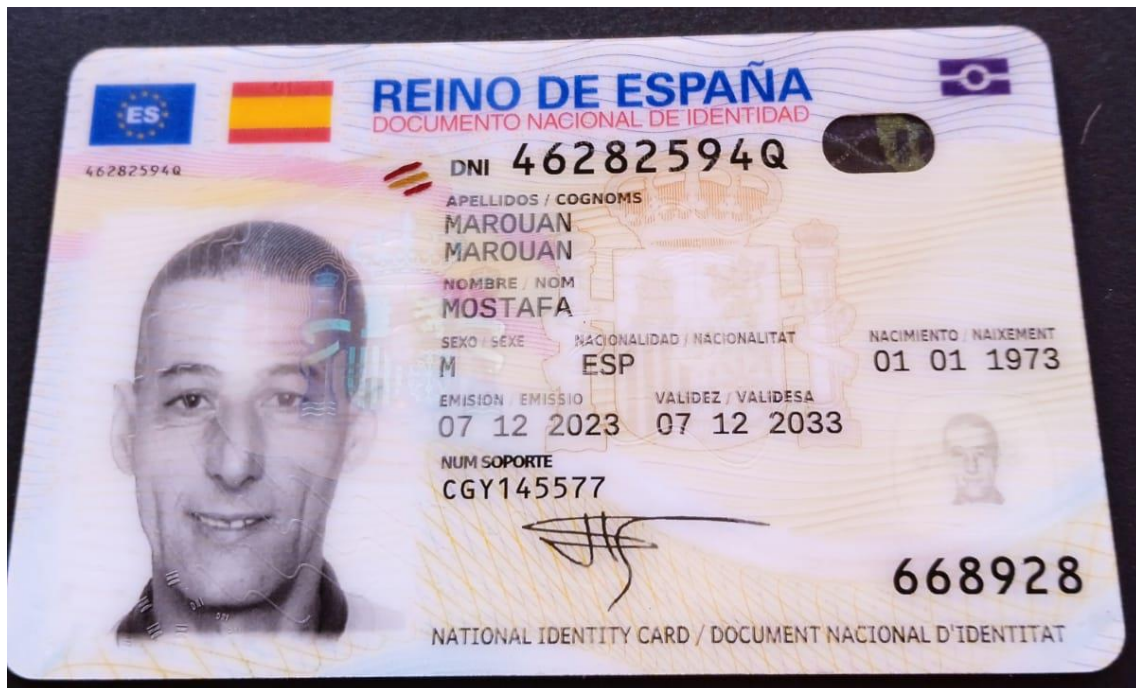 ES
REINO DE ESPAÑA
DOCUMENTO NACIONAL DE IDENTIDAD
46282594Q
DNI 46282594Q
APELLIDOS / COGNOMS
MAROUAN
MAROUAN
NOMBRE / NOM
MOSTAFA
SEXO / SEXE NACIONALIDAD / NACIONALITAT NACIMIENTO / NAIXEMENT
M ESP 01 01 1973
EMISIÓN / EMISSIÓ VALIDEZ / VALIDESA
07 12 2023 07 12 2033
NUM SOPORTE
CGY145577
668928
NATIONAL IDENTITY CARD / DOCUMENT NACIONAL D'IDENTITAT